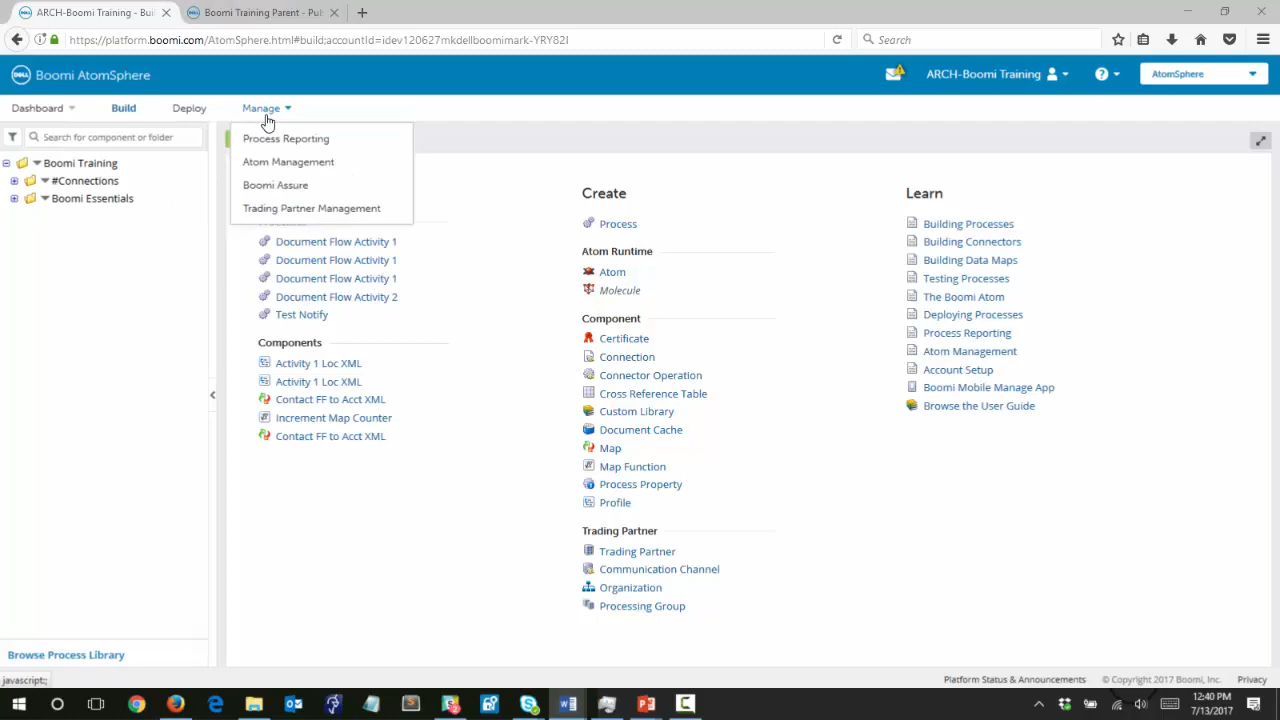 ARCH-Boomi Training - Buil
Boomi Training Parent - Pu
https://platform.boomi.com/AtomSphere.html#build;accountId=idev120627mkdellboomimark-YRY82I
Search
DELL
Boomi AtomSphere
ARCH-Boomi Training
AtomSphere
Dashboard
Build
Deploy
Manage
Search for component or folder
Process Reporting
Atom Management
Boomi Assure
Trading Partner Management
Boomi Training
#Connections
Boomi Essentials
Document Flow Activity 1
Document Flow Activity 1
Document Flow Activity 1
Document Flow Activity 2
Test Notify
Components
Activity 1 Loc XML
Activity 1 Loc XML
Contact FF to Acct XML
Increment Map Counter
Contact FF to Acct XML
Create
Process
Atom Runtime
Atom
Molecule
Component
Certificate
Connection
Connector Operation
Cross Reference Table
Custom Library
Document Cache
Map
Map Function
Process Property
Profile
Trading Partner
Trading Partner
Communication Channel
Organization
Processing Group
Learn
Building Processes
Building Connectors
Building Data Maps
Testing Processes
The Boomi Atom
Deploying Processes
Process Reporting
Atom Management
Account Setup
Boomi Mobile Manage App
Browse the User Guide
Browse Process Library
javascript:;
Platform Status & Announcements
© Copyright 2017 Boomi, Inc.
Privacy
12:40 PM
7/13/2017